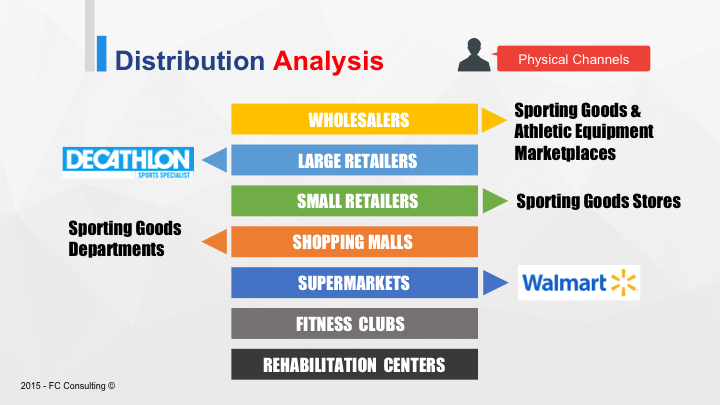 Distribution Analysis
Physical Channels
WHOLESALERS
Sporting Goods &
Athletic Equipment
Marketplaces
DECATHLON
SPORTS SPECIALIST
LARGE RETAILERS
SMALL RETAILERS
Sporting Goods Stores
Sporting Goods
Departments
SHOPPING MALLS
SUPERMARKETS
Walmart
FITNESS CLUBS
REHABILITATION CENTERS
2015 - FC Consulting ©